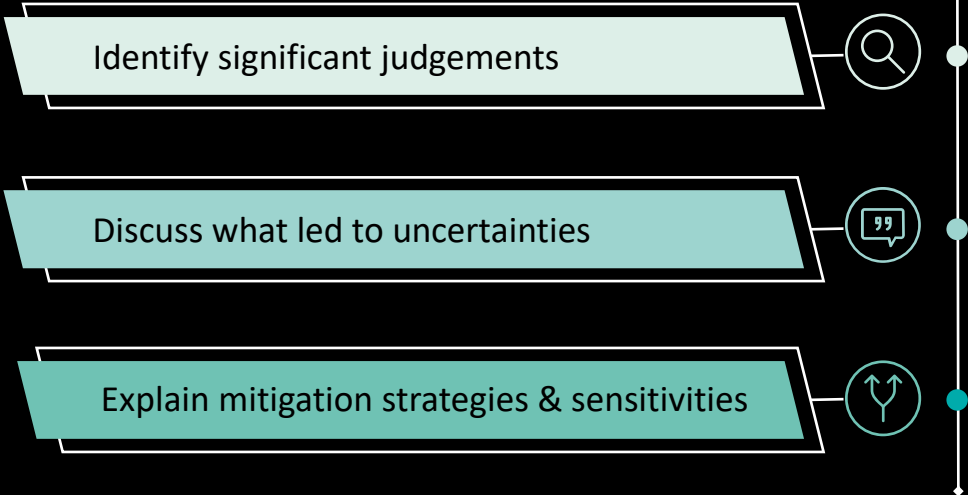 Identify significant judgements
Discuss what led to uncertainties
Explain mitigation strategies & sensitivities